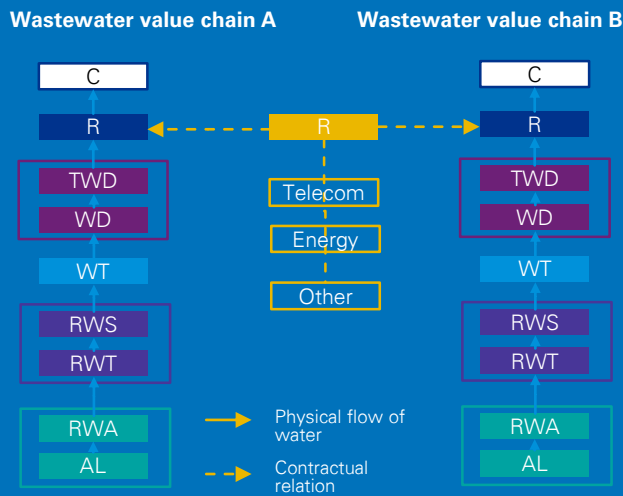 Wastewater value chain A
Wastewater value chain B
C
R
TWD
WD
WT
RWS
RWT
RWA
AL
R
Telecom
Energy
Other
Physical flow of
water
Contractual
relation
C
R
TWD
WD
WT
RWS
RWT
RWA
AL